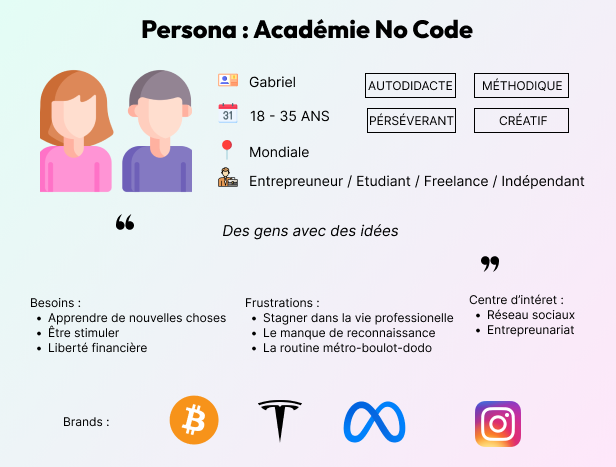 Persona : Académie No Code
Gabriel
18 - 35 ANS
31
Mondiale
Entrepreuneur / Etudiant / Freelance / Indépendant
AUTODIDACTE
MÉTHODIQUE
PÉRSÉVERANT
CRÉATIF
❝
Des gens avec des idées
❞
Besoins :
• Apprendre de nouvelles choses
• Être stimuler
• Liberté financière
Frustrations :
• Stagner dans la vie professionelle
• Le manque de reconnaissance
• La routine métro-boulot-dodo
Centre d'intéret :
• Réseau sociaux
• Entrepreunariat
Brands :